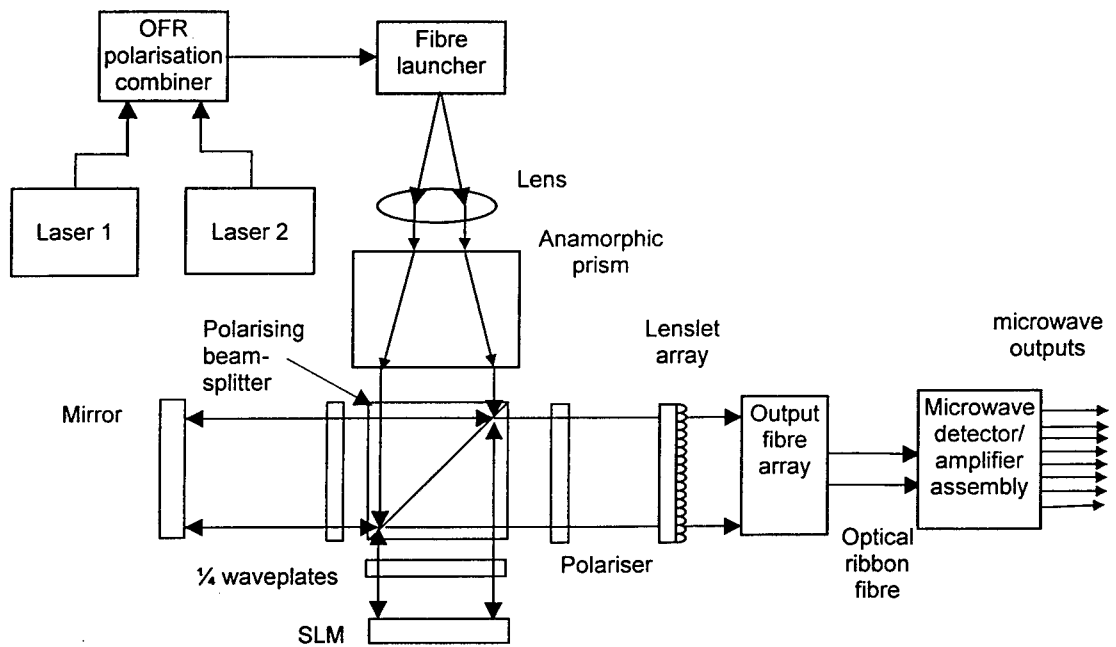 OFR
polarisation
combiner
Fibre
launcher
Laser 1
Laser 2
Lens
Anamorphic
prism
Polarising
beam-
splitter
Lenslet
array
microwave
outputs
Mirror
Output
fibre
array
Microwave
detector/
amplifier
assembly
¼ waveplates
Polariser
Optical
ribbon
fibre
SLM